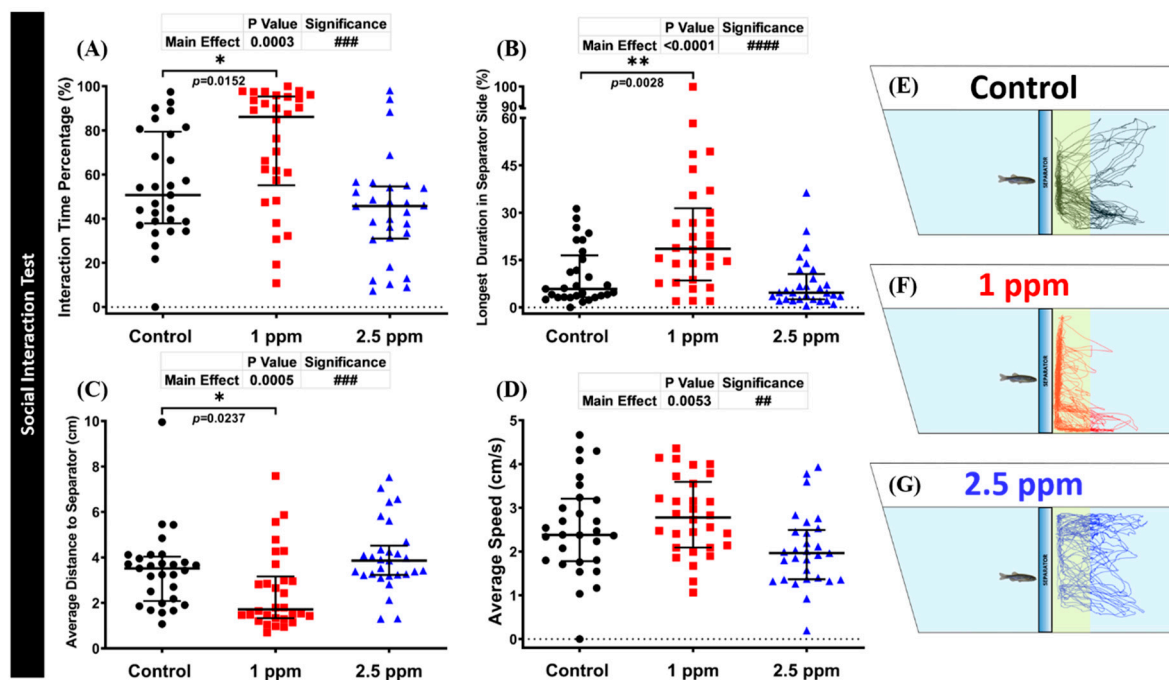 Social Interaction Test
P Value Significance
Main Effect 0.0003 ###
(A)
*
p=0.0152
Interaction Time Percentage (%)
100
80
60
40
20
0
Control 1 ppm 2.5 ppm
P Value Significance
Main Effect <0.0001 ####
(B)
**
p=0.0028
Longest Duration in Separator Side (%)
100
90
60
45
30
15
0
Control 1 ppm 2.5 ppm
P Value Significance
Main Effect 0.0005 ###
(C)
*
p=0.0237
Average Distance to Separator (cm)
10
8
6
4
2
0
Control 1 ppm 2.5 ppm
P Value Significance
Main Effect 0.0053 ##
(D)
Average Speed (cm/s)
5
4
3
2
1
0
Control 1 ppm 2.5 ppm
Control
(E)
SEPARATOR
1 ppm
(F)
SEPARATOR
2.5 ppm
(G)
SEPARATOR